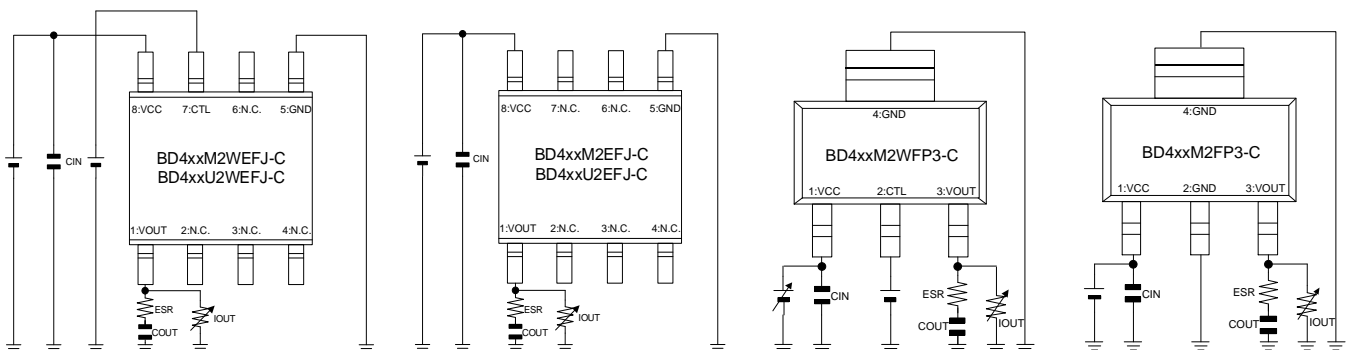 8:VCC 7:CTL 6:N.C. 5:GND
BD4xxM2WEFJ-C
BD4xxU2WEFJ-C
1:VOUT 2:N.C. 3:N.C. 4:N.C.
CIN
ESR
COUT
IOUT
8:VCC 7:N.C. 6:N.C. 5:GND
BD4xxM2EFJ-C
BD4xxU2EFJ-C
1:VOUT 2:N.C. 3:N.C. 4:N.C.
CIN
ESR
COUT
IOUT
4:GND
BD4xxM2WFP3-C
1:VCC 2:CTL 3:VOUT
CIN
ESR
COUT
IOUT
4:GND
BD4xxM2FP3-C
1:VCC 2:GND 3:VOUT
CIN
ESR
COUT
IOUT